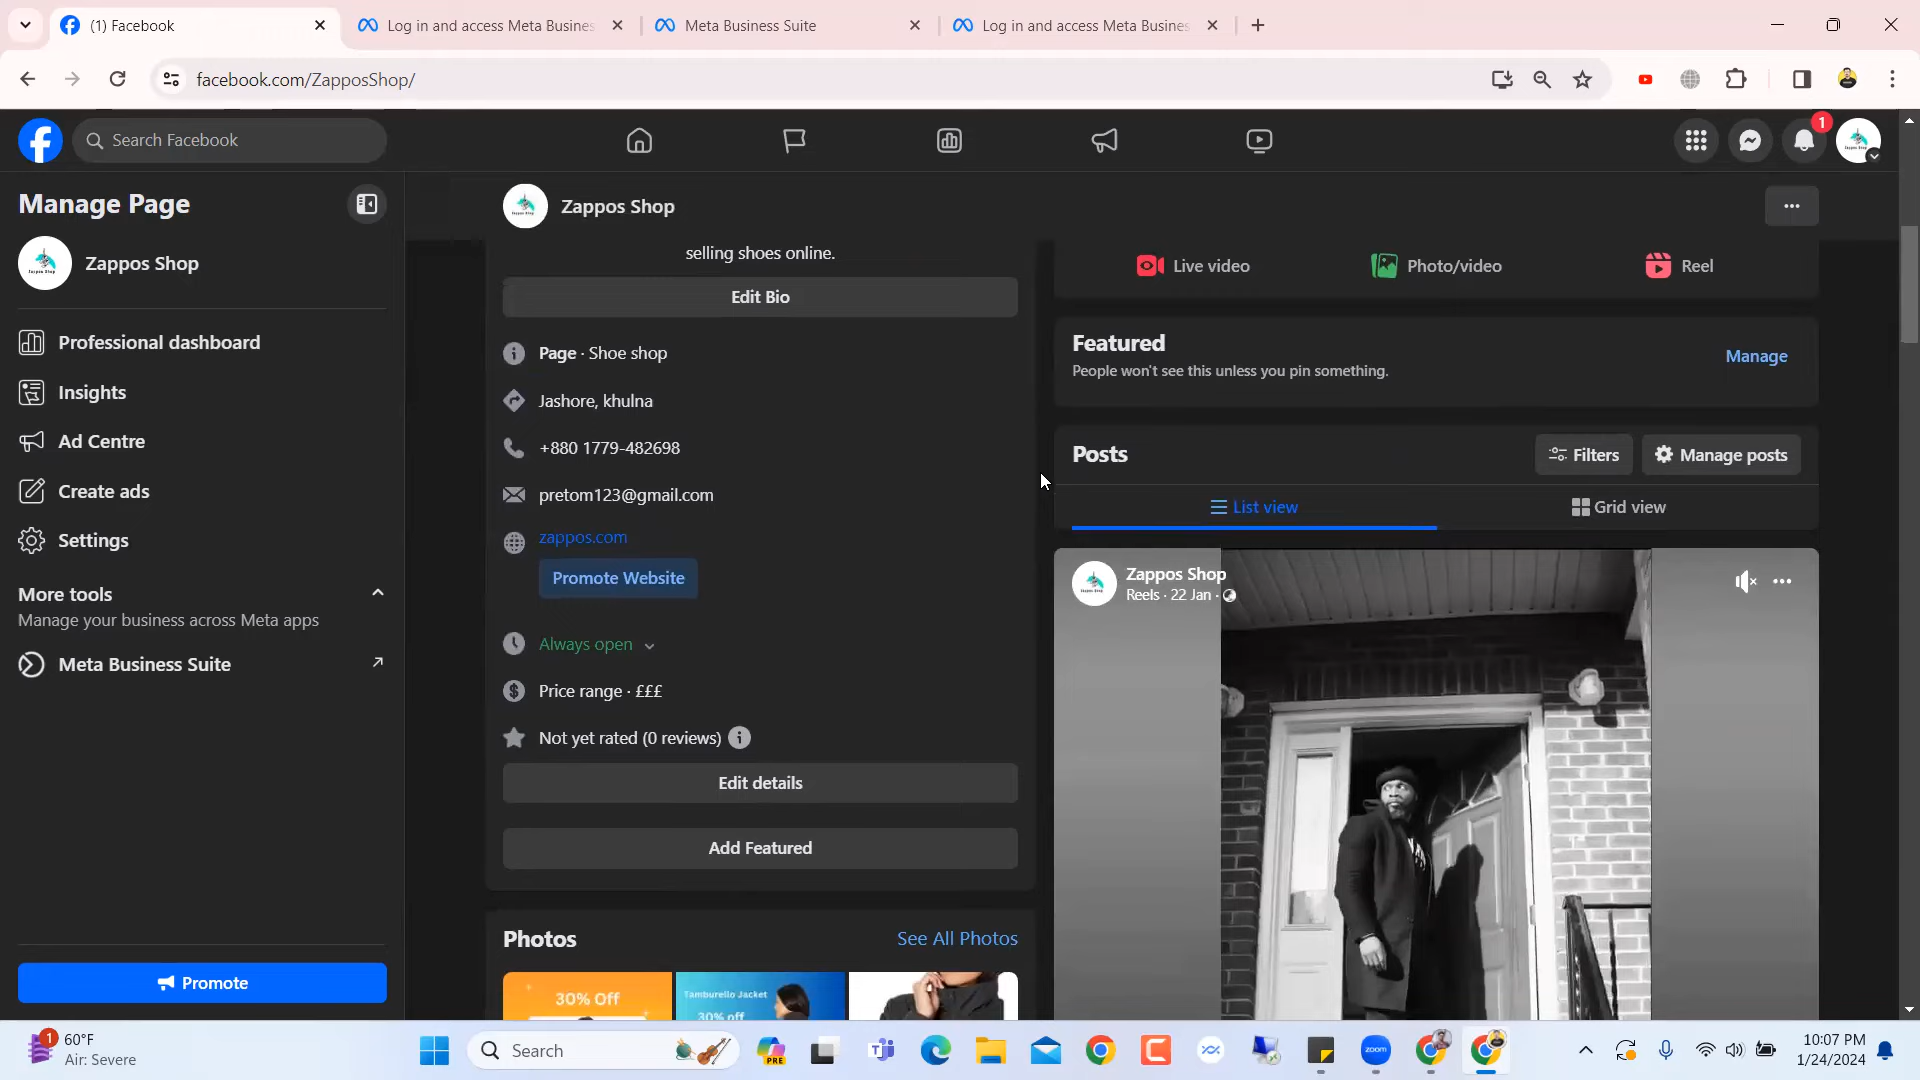 (1) Facebook
Log in and access Meta Busines
Meta Business Suite
Log in and access Meta Busines
facebook.com/ZapposShop/
Search Facebook
1
Manage Page
Zappos Shop
Professional dashboard
Insights
Ad Centre
Create ads
Settings
More tools
Manage your business across Meta apps
Meta Business Suite
Promote
Zappos Shop
selling shoes online.
Edit Bio
Page · Shoe shop
Jashore, khulna
+880 1779-482698
pretom123@gmail.com
zappos.com
Promote Website
Always open
Price range · £££
Not yet rated (0 reviews)
Edit details
Add Featured
Photos
See All Photos
30% Off
Tamburello Jacket
30% off
Live video
Photo/video
Reel
Featured
People won't see this unless you pin something.
Manage
Posts
Filters
Manage posts
List view
Grid view
Zappos Shop
Reels · 22 Jan ·
1
60°F
Air: Severe
Search
PRE
zoom
10:07 PM
1/24/2024